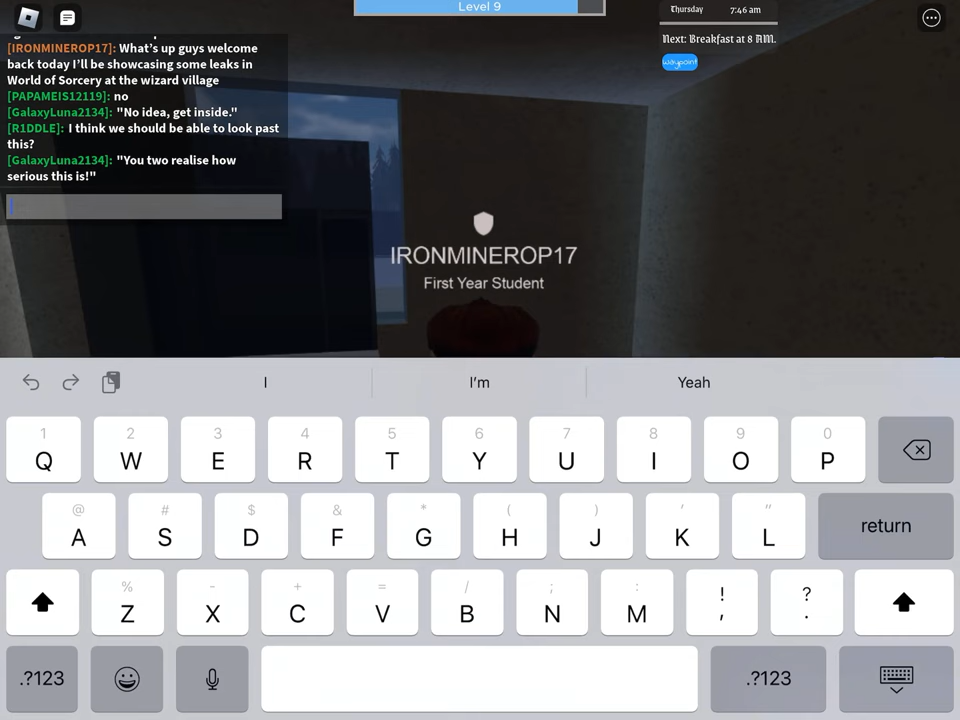 Level 9
Thursday 7:46 am
Next: Breakfast at 8 AM.
waypoint
[IRONMINEROP17]: What's up guys welcome
back today I'll be showcasing some leaks in
World of Sorcery at the wizard village
[PAPAMEIS12119]: no
[GalaxyLuna2134]: "No idea, get inside."
[R1DDLE]: I think we should be able to look past
this?
[GalaxyLuna2134]: "You two realise how
serious this is!"
IRONMINEROP17
First Year Student
I I'm Yeah
1 2 3 4 5 6 7 8 9 0
Q W E R T Y U I O P
@ # $ & * ( ) ' "
A S D F G H J K L return
% - + = / ; : ! ?
Z X C V B N M , .
.?123 .?123